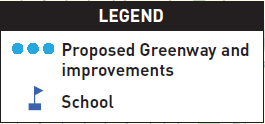 LEGEND
Proposed Greenway and
improvements
School